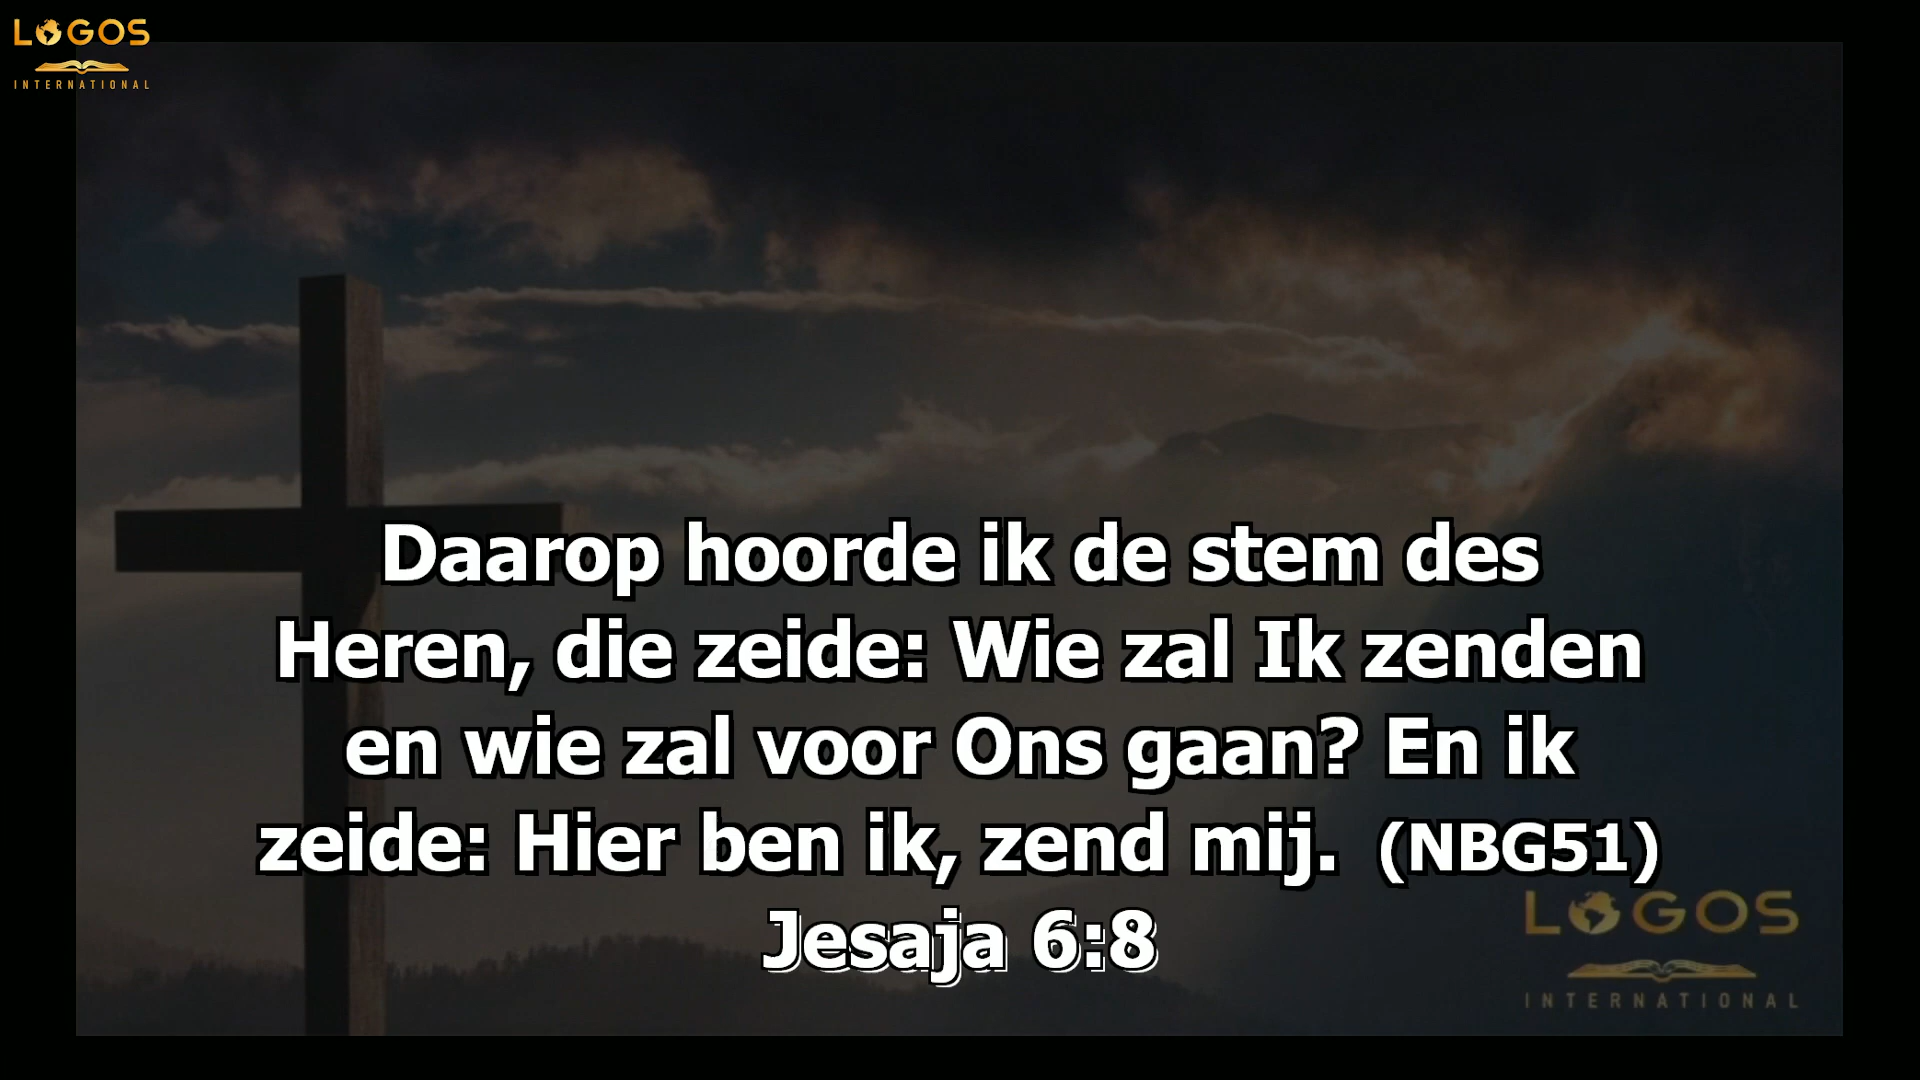 LOGOS
INTERNATIONAL
Daarop hoorde ik de stem des
Heren, die zeide: Wie zal Ik zenden
en wie zal voor Ons gaan? En ik
zeide: Hier ben ik, zend mij. (NBG51)
Jesaja 6:8
LOGOS
INTERNATIONAL